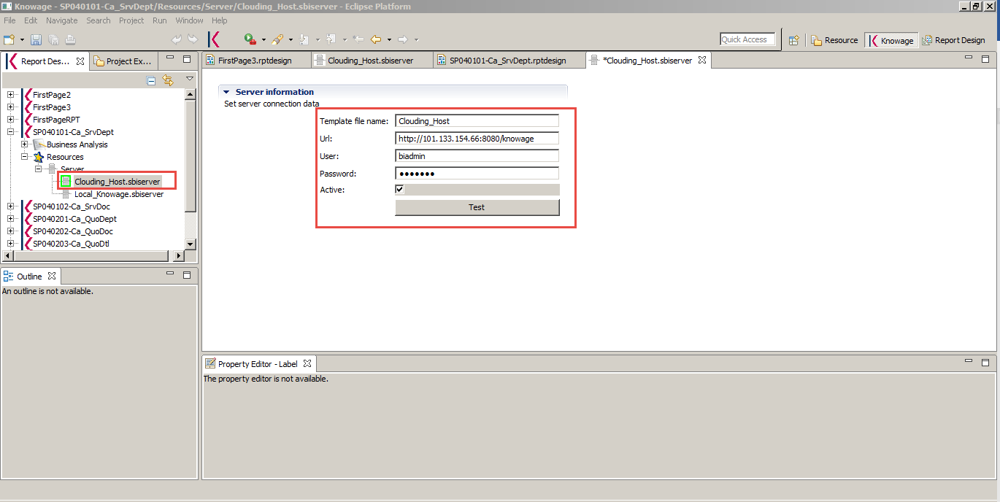 Knowage - SP040101-Ca_SrvDept/Resources/Server/Clouding_Host.sbiserver - Eclipse Platform
File Edit Navigate Search Project Run Window Help
Quick Access Resource Knowage Report Design
Report Des... Project Ex...
FirstPage3.rptdesign Clouding_Host.sbiserver SP040101-Ca_SrvDept.rptdesign *Clouding_Host.sbiserver
FirstPage2
FirstPage3
FirstPageRPT
SP040101-Ca_SrvDept
Business Analysis
Resources
Server
Clouding_Host.sbiserver
Local_Knowage.sbiserver
SP040102-Ca_SrvDoc
SP040201-Ca_QuoDept
SP040202-Ca_QuoDoc
SP040203-Ca_QuoDtl
Server information
Set server connection data
Template file name: Clouding_Host
Url: http://101.133.154.66:8080/knowage
User: biadmin
Password: ●●●●●●●
Active:
Test
Outline
An outline is not available.
Property Editor - Label
The property editor is not available.